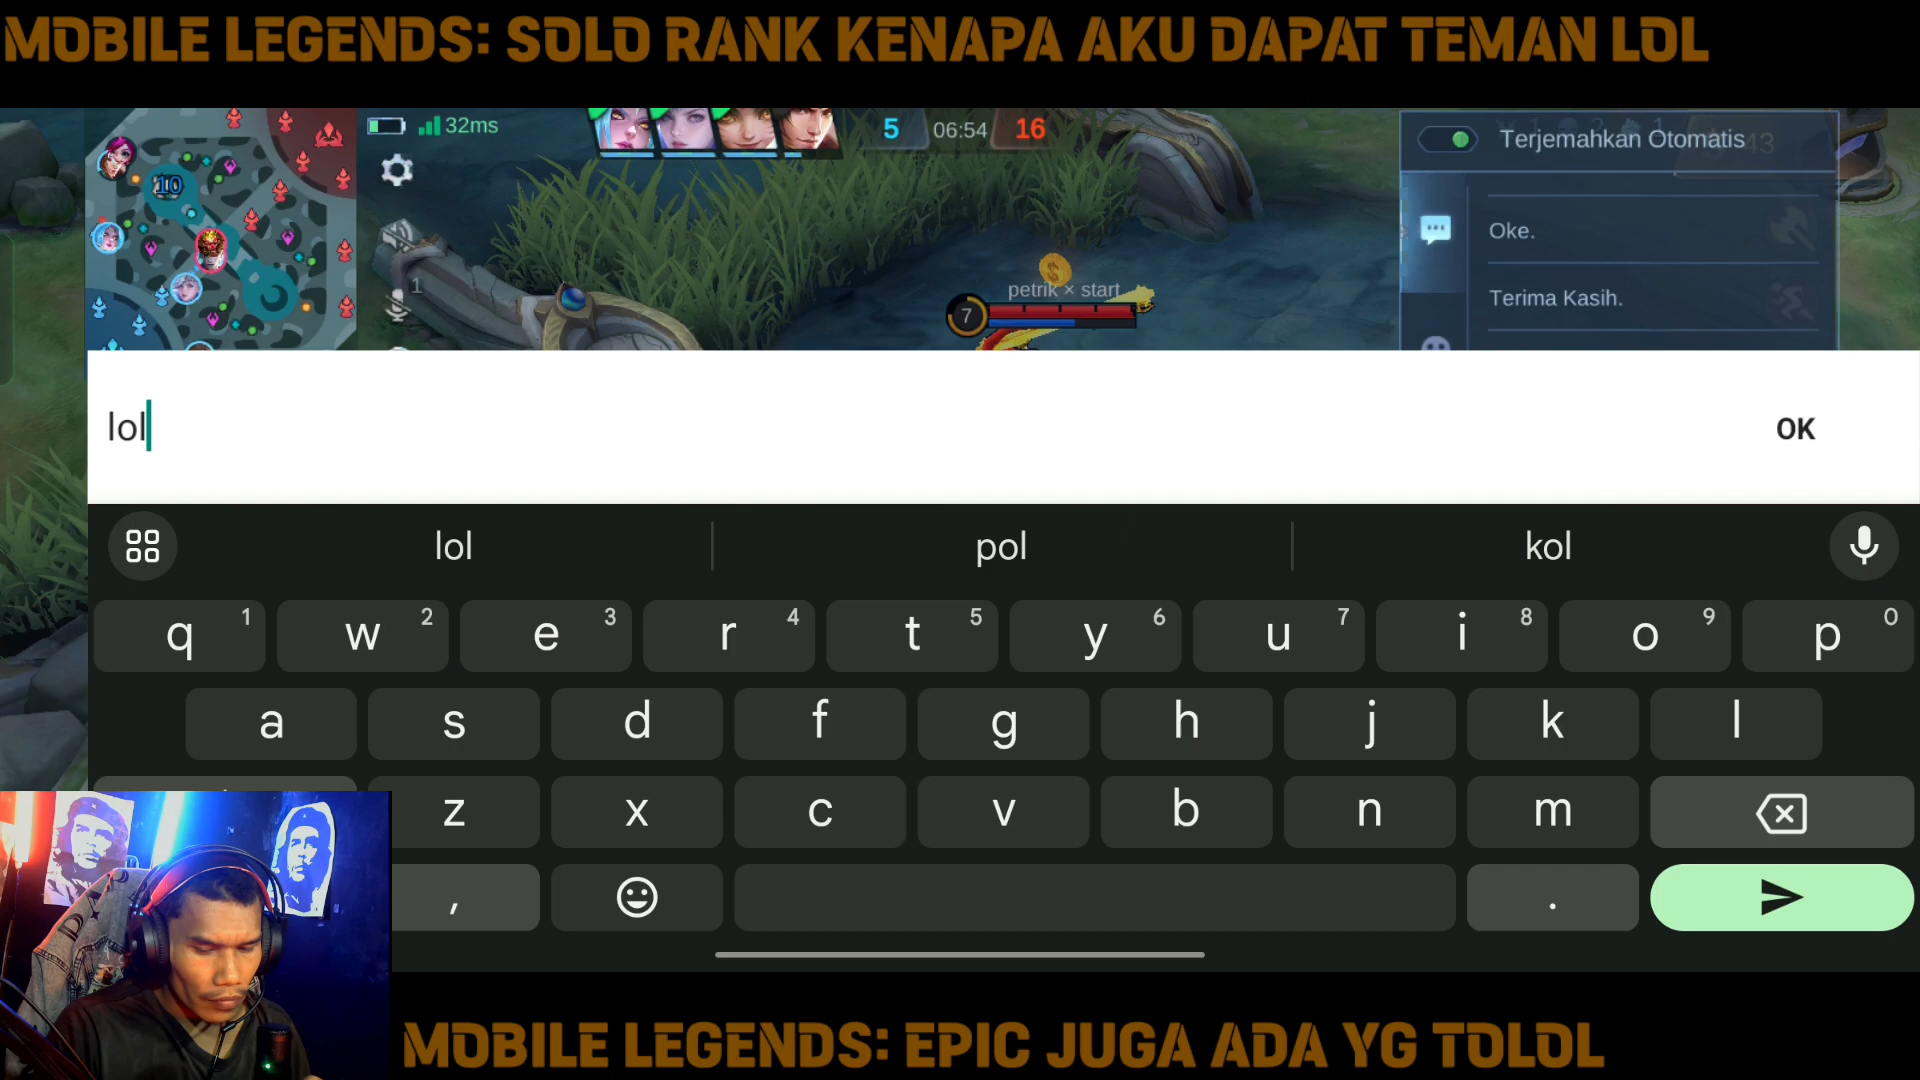 MOBILE LEGENDS: SOLO RANK KENAPA AKU DAPAT TEMAN LOL
32ms
5 06:54 16
Terjemahkan Otomatis
10
Oke.
Terima Kasih.
1
petrik × start
7
lol
OK
lol pol kol
q 1 w 2 e 3 r 4 t 5 y 6 u 7 i 8 o 9 p 0
a s d f g h j k l
z x c v b n m
, .
MOBILE LEGENDS: EPIC JUGA ADA YG TOLOL